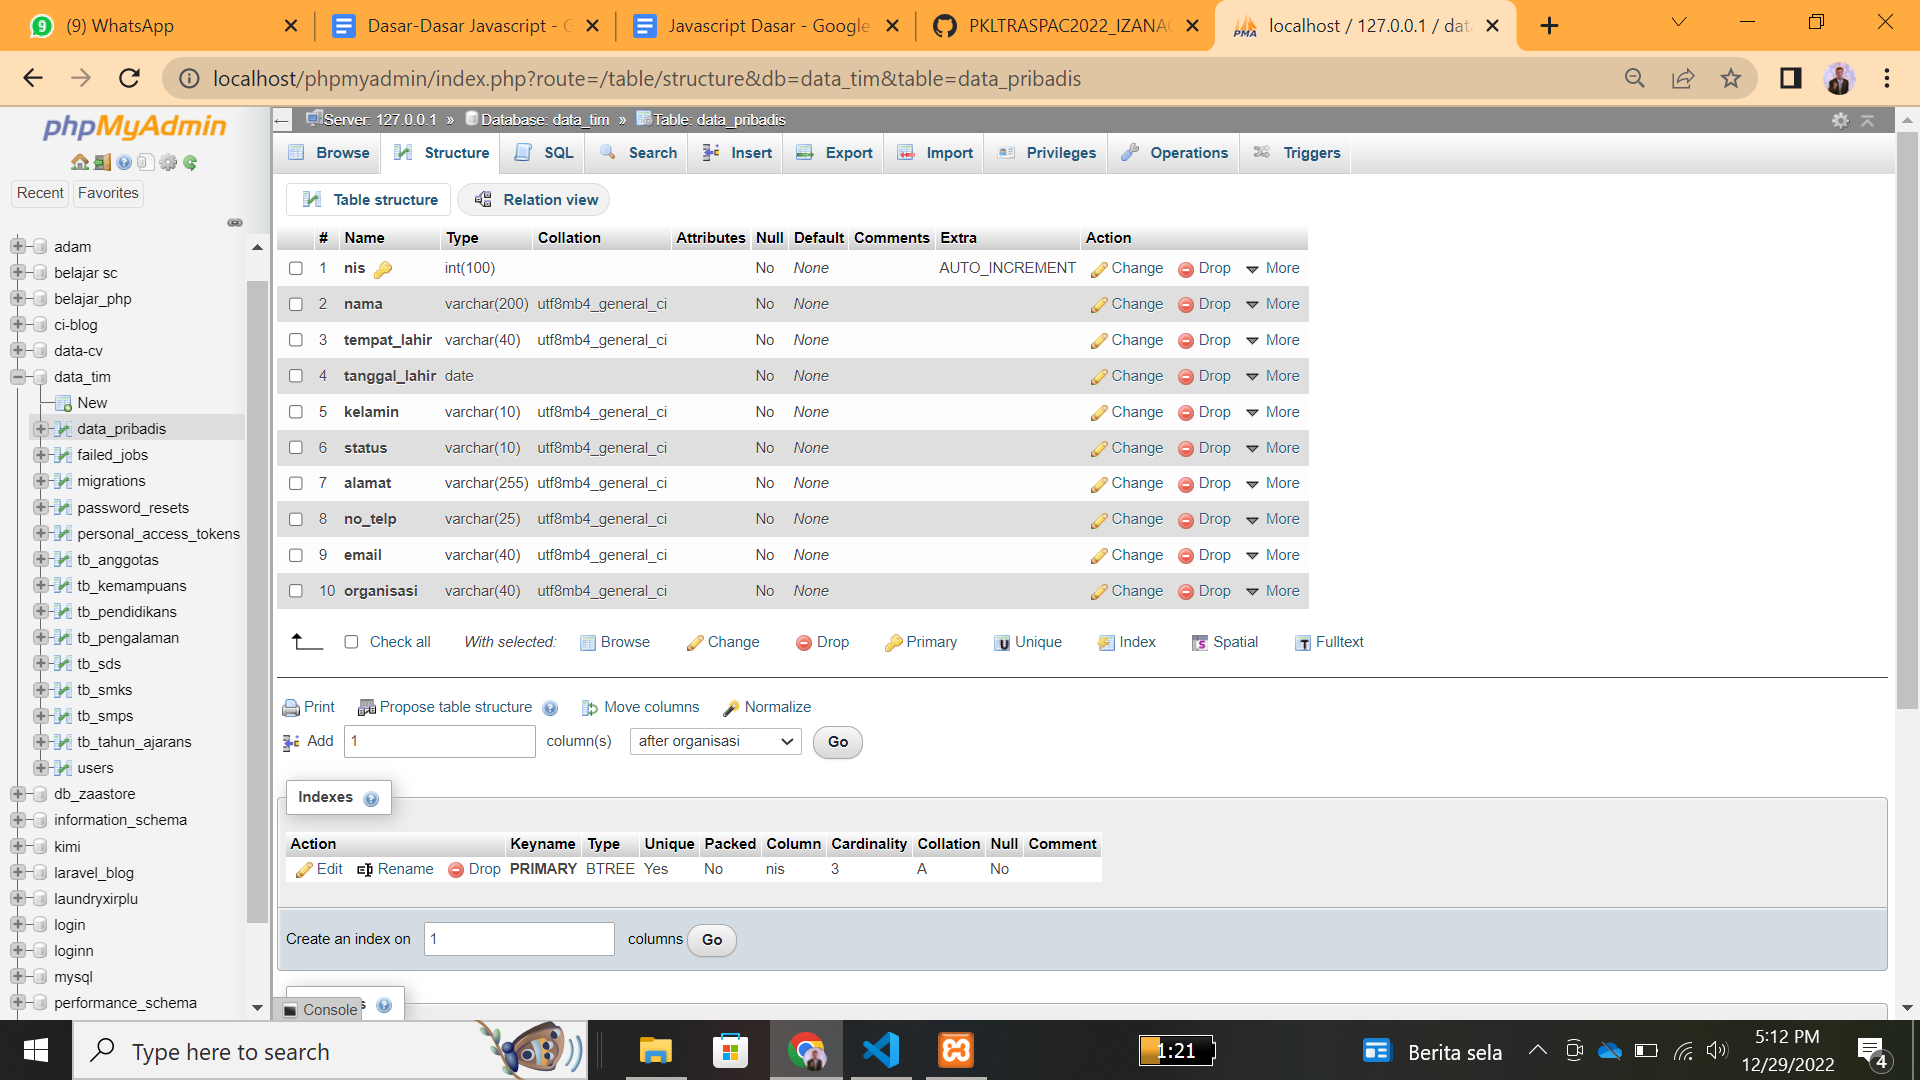 (9) WhatsApp
Dasar-Dasar Javascript - G
Javascript Dasar - Google
PKLTRASPAC2022_IZANA
localhost / 127.0.0.1 / dat
localhost/phpmyadmin/index.php?route=/table/structure&db=data_tim&table=data_pribadis
phpMyAdmin
Recent Favorites
adam
belajar sc
belajar_php
ci-blog
data-cv
data_tim
New
data_pribadis
failed_jobs
migrations
password_resets
personal_access_tokens
tb_anggotas
tb_kemampuans
tb_pendidikans
tb_pengalaman
tb_sds
tb_smks
tb_smps
tb_tahun_ajarans
users
db_zaastore
information_schema
kimi
laravel_blog
laundryxirplu
login
loginn
mysql
performance_schema
Server: 127.0.0.1 » Database: data_tim » Table: data_pribadis
Browse Structure SQL Search Insert Export Import Privileges Operations Triggers
Table structure Relation view
# Name Type Collation Attributes Null Default Comments Extra Action
1 nis int(100) No None AUTO_INCREMENT Change Drop More
2 nama varchar(200) utf8mb4_general_ci No None Change Drop More
3 tempat_lahir varchar(40) utf8mb4_general_ci No None Change Drop More
4 tanggal_lahir date No None Change Drop More
5 kelamin varchar(10) utf8mb4_general_ci No None Change Drop More
6 status varchar(10) utf8mb4_general_ci No None Change Drop More
7 alamat varchar(255) utf8mb4_general_ci No None Change Drop More
8 no_telp varchar(25) utf8mb4_general_ci No None Change Drop More
9 email varchar(40) utf8mb4_general_ci No None Change Drop More
10 organisasi varchar(40) utf8mb4_general_ci No None Change Drop More
Check all With selected: Browse Change Drop Primary Unique Index Spatial Fulltext
Print Propose table structure Move columns Normalize
Add 1 column(s) after organisasi Go
Indexes
Action Keyname Type Unique Packed Column Cardinality Collation Null Comment
Edit Rename Drop PRIMARY BTREE Yes No nis 3 A No
Create an index on 1 columns Go
Console
Type here to search
1:21
Berita sela
5:12 PM
12/29/2022
4